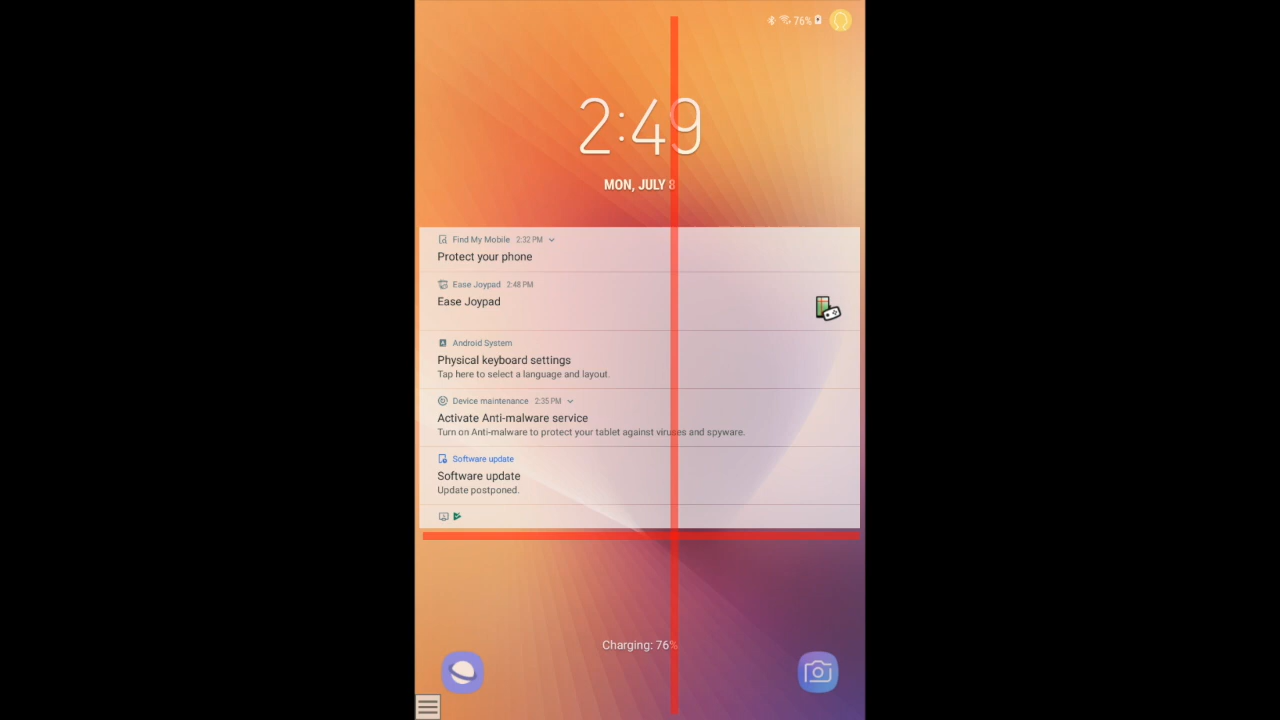 76%
2:49
MON, JULY 8
Find My Mobile 2:32 PM
Protect your phone
Ease Joypad 2:48 PM
Ease Joypad
Android System
Physical keyboard settings
Tap here to select a language and layout.
Device maintenance 2:35 PM
Activate Anti-malware service
Turn on Anti-malware to protect your tablet against viruses and spyware.
Software update
Software update
Update postponed.
Charging: 76%